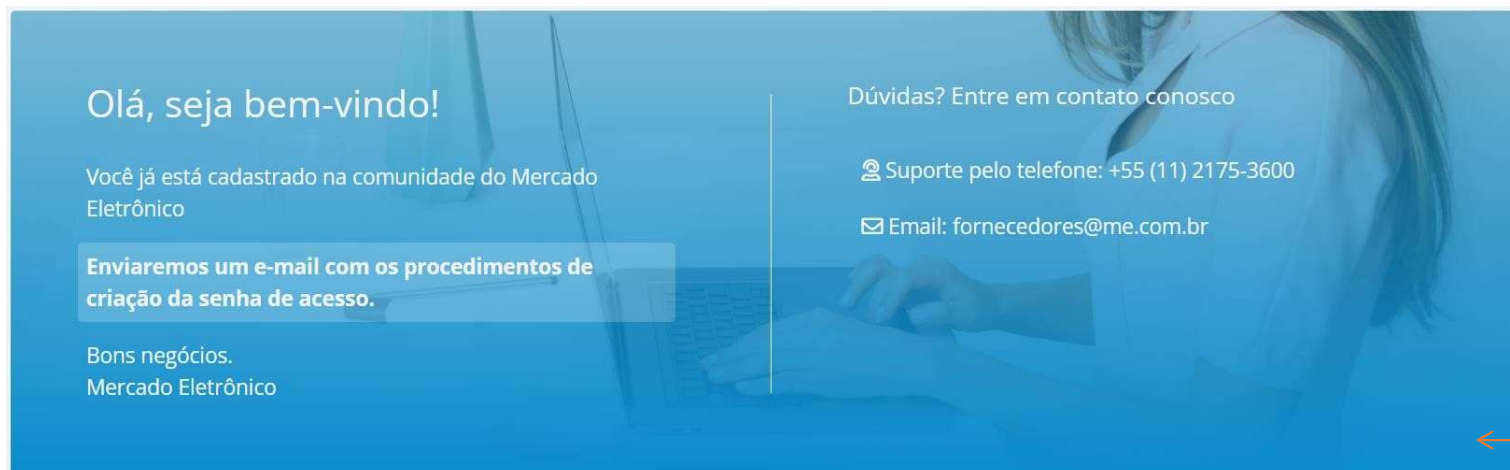 Olá, seja bem-vindo!
Você já está cadastrado na comunidade do Mercado
Eletrônico
Enviaremos um e-mail com os procedimentos de
criação da senha de acesso.
Bons negócios.
Mercado Eletrônico
Dúvidas? Entre em contato conosco
Suporte pelo telefone: +55 (11) 2175-3600
Email: fornecedores@me.com.br